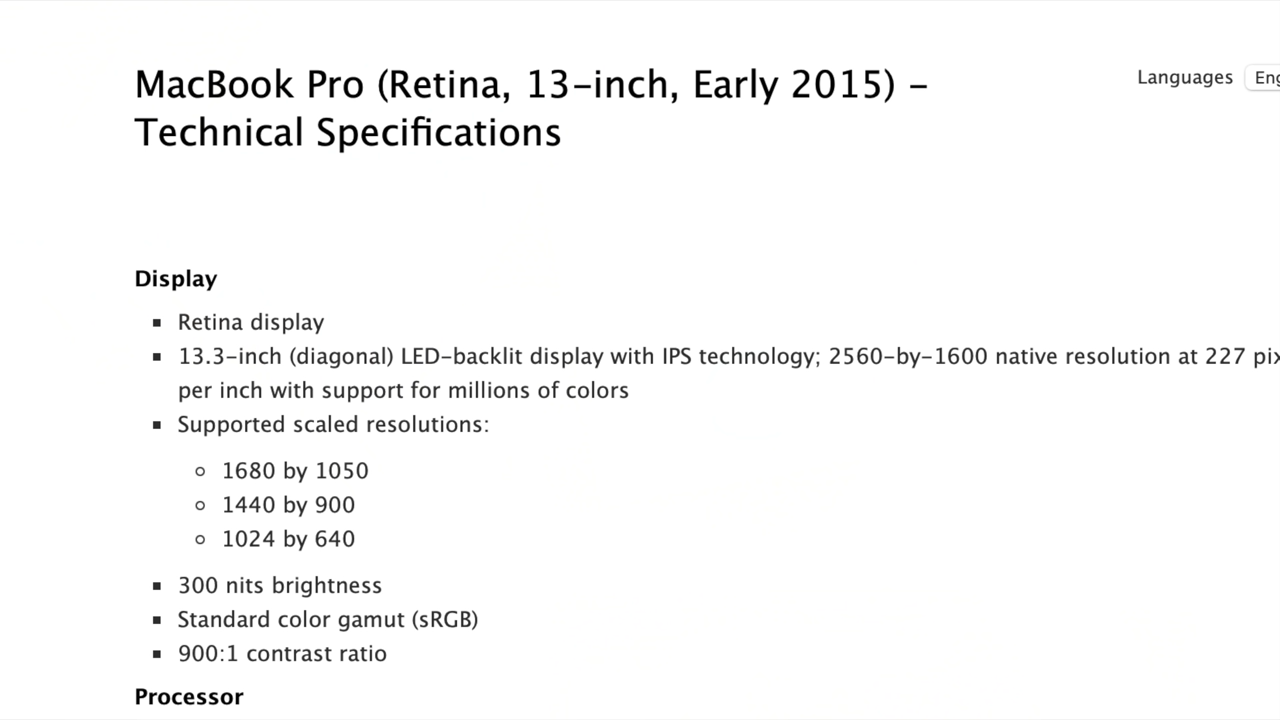 MacBook Pro (Retina, 13-inch, Early 2015) -
Technical Specifications
Languages
Display
Retina display
13.3-inch (diagonal) LED-backlit display with IPS technology; 2560-by-1600 native resolution at 227
per inch with support for millions of colors
Supported scaled resolutions:
1680 by 1050
1440 by 900
1024 by 640
300 nits brightness
Standard color gamut (sRGB)
900:1 contrast ratio
Processor